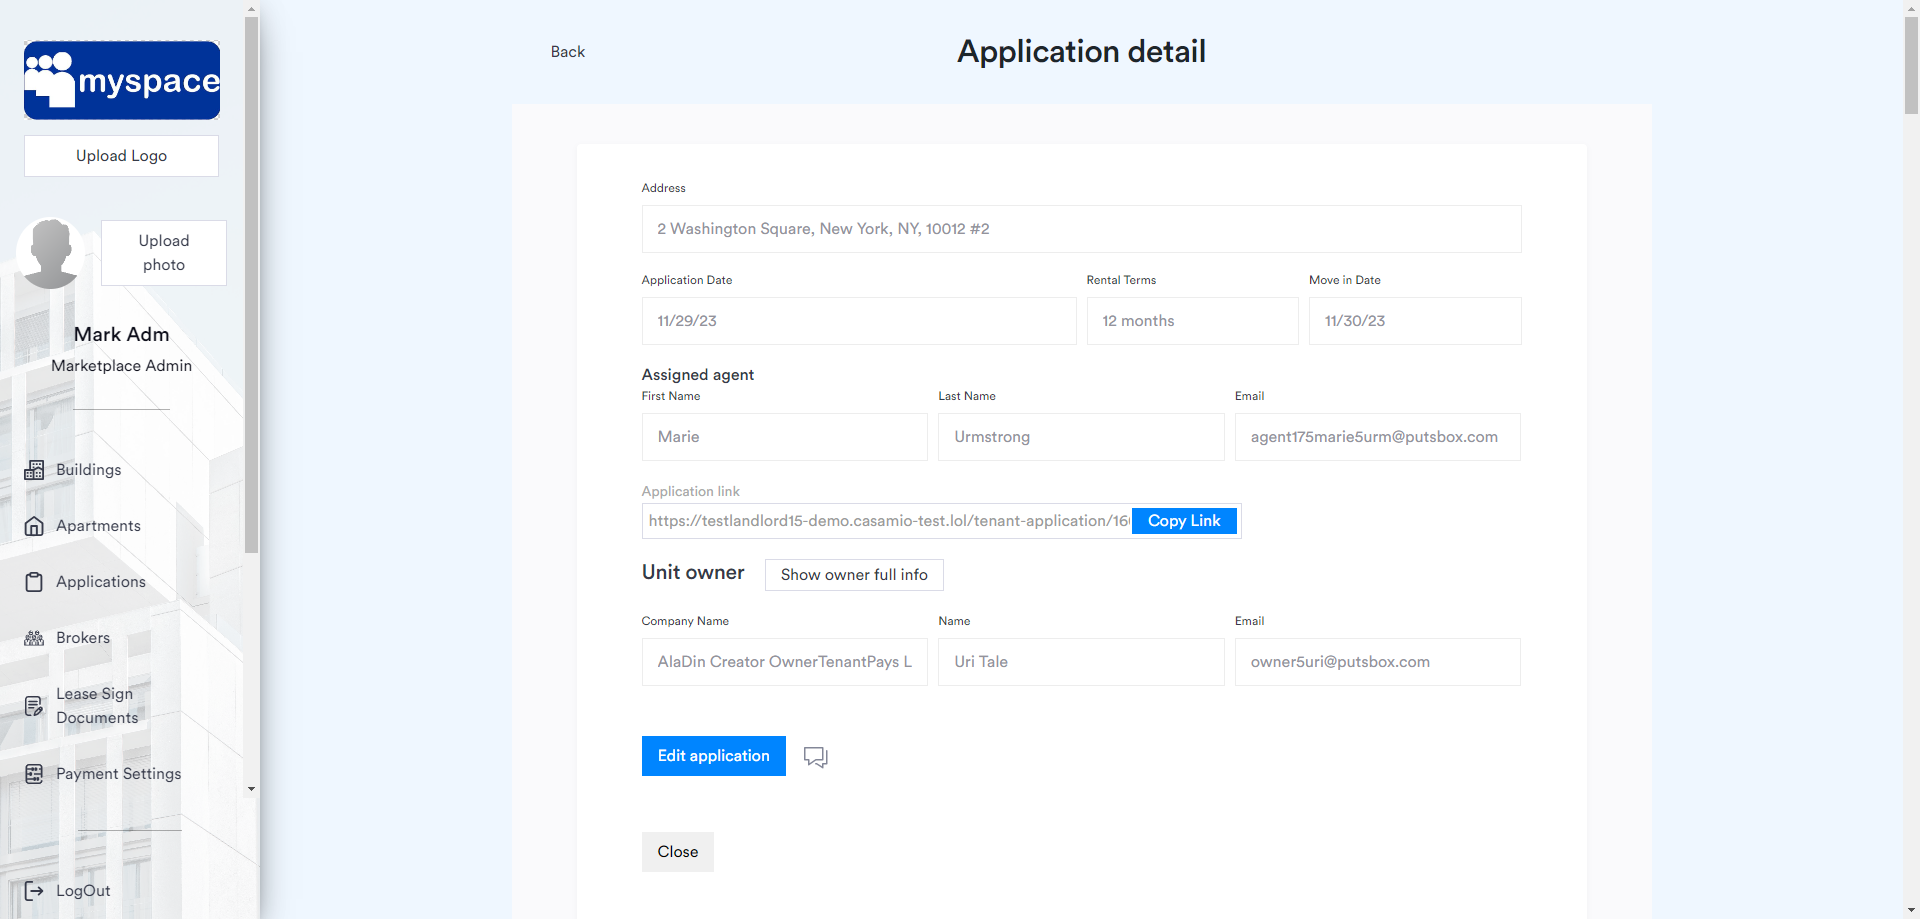 myspace
Upload Logo
Upload
photo
Mark Adm
Marketplace Admin
Buildings
Apartments
Applications
Brokers
Lease Sign
Documents
Payment Settings
LogOut
Back
Application detail
Address
2 Washington Square, New York, NY, 10012 #2
Application Date
Rental Terms
Move in Date
11/29/23
12 months
11/30/23
Assigned agent
First Name
Last Name
Email
Marie
Urmstrong
agent175marie5urm@putsbox.com
Application link
https://testlandlord15-demo.casamio-test.lol/tenant-application/16
Copy Link
Unit owner
Show owner full info
Company Name
Name
Email
AlaDin Creator OwnerTenantPays L
Uri Tale
owner5uri@putsbox.com
Edit application
Close